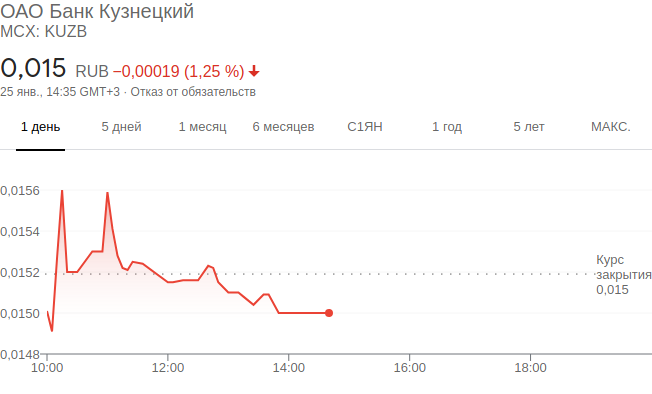 ОАО Банк Кузнецкий
MCX: KUZB
0,015 RUB −0,00019 (1,25 %)
25 янв., 14:35 GMT+3 · Отказ от обязательств
1 день 5 дней 1 месяц 6 месяцев С1ЯН 1 год 5 лет МАКС.
0,0156
0,0154
0,0152
0,0150
0,0148
Курс
закрытия
0,015
10:00 12:00 14:00 16:00 18:00